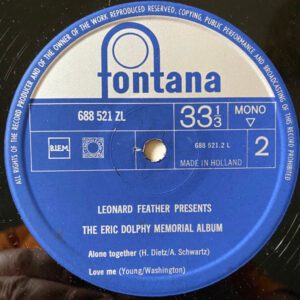 ALL RIGHTS OF THE RECORD PRODUCER AND OF THE OWNER OF THE WORK REPRODUCED RESERVED, COPYING, PUBLIC PERFORMANCE AND BROADCASTING OF THIS RECORD PROHIBITED
fontana
688 521 ZL
33 1/3
MONO
▽
B.I.E.M.
688 521.2 L
2
MADE IN HOLLAND
LEONARD FEATHER PRESENTS
THE ERIC DOLPHY MEMORIAL ALBUM
Alone together (H. Dietz/A. Schwartz)
Love me (Young/Washington)